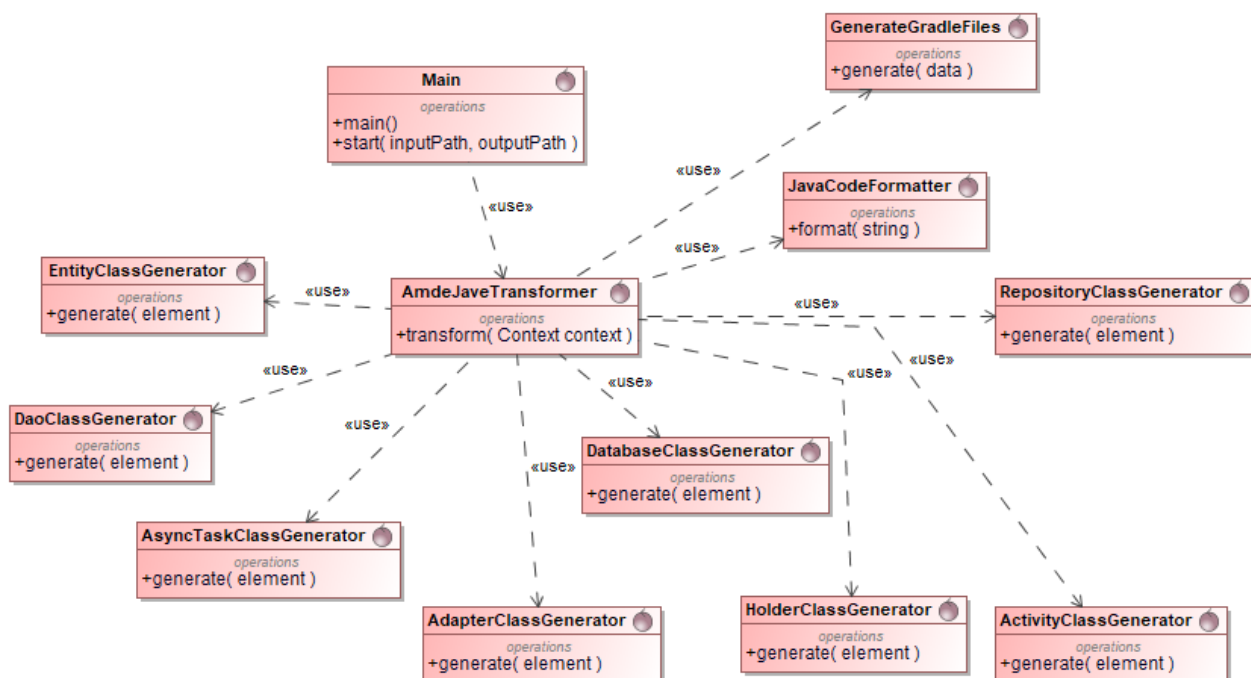 GenerateGradleFiles
operations
+generate( data )
Main
operations
+main()
+start( inputPath, outputPath )
«use»
JavaCodeFormatter
operations
+format( string )
«use»
«use»
EntityClassGenerator
operations
+generate( element )
«use»
AmdeJaveTransformer
operations
+transform( Context context )
«use»
RepositoryClassGenerator
operations
+generate( element )
«use»
«use»
«use»
«use»
DaoClassGenerator
operations
+generate( element )
«use»
«use»
DatabaseClassGenerator
operations
+generate( element )
AsyncTaskClassGenerator
operations
+generate( element )
AdapterClassGenerator
operations
+generate( element )
HolderClassGenerator
operations
+generate( element )
ActivityClassGenerator
operations
+generate( element )